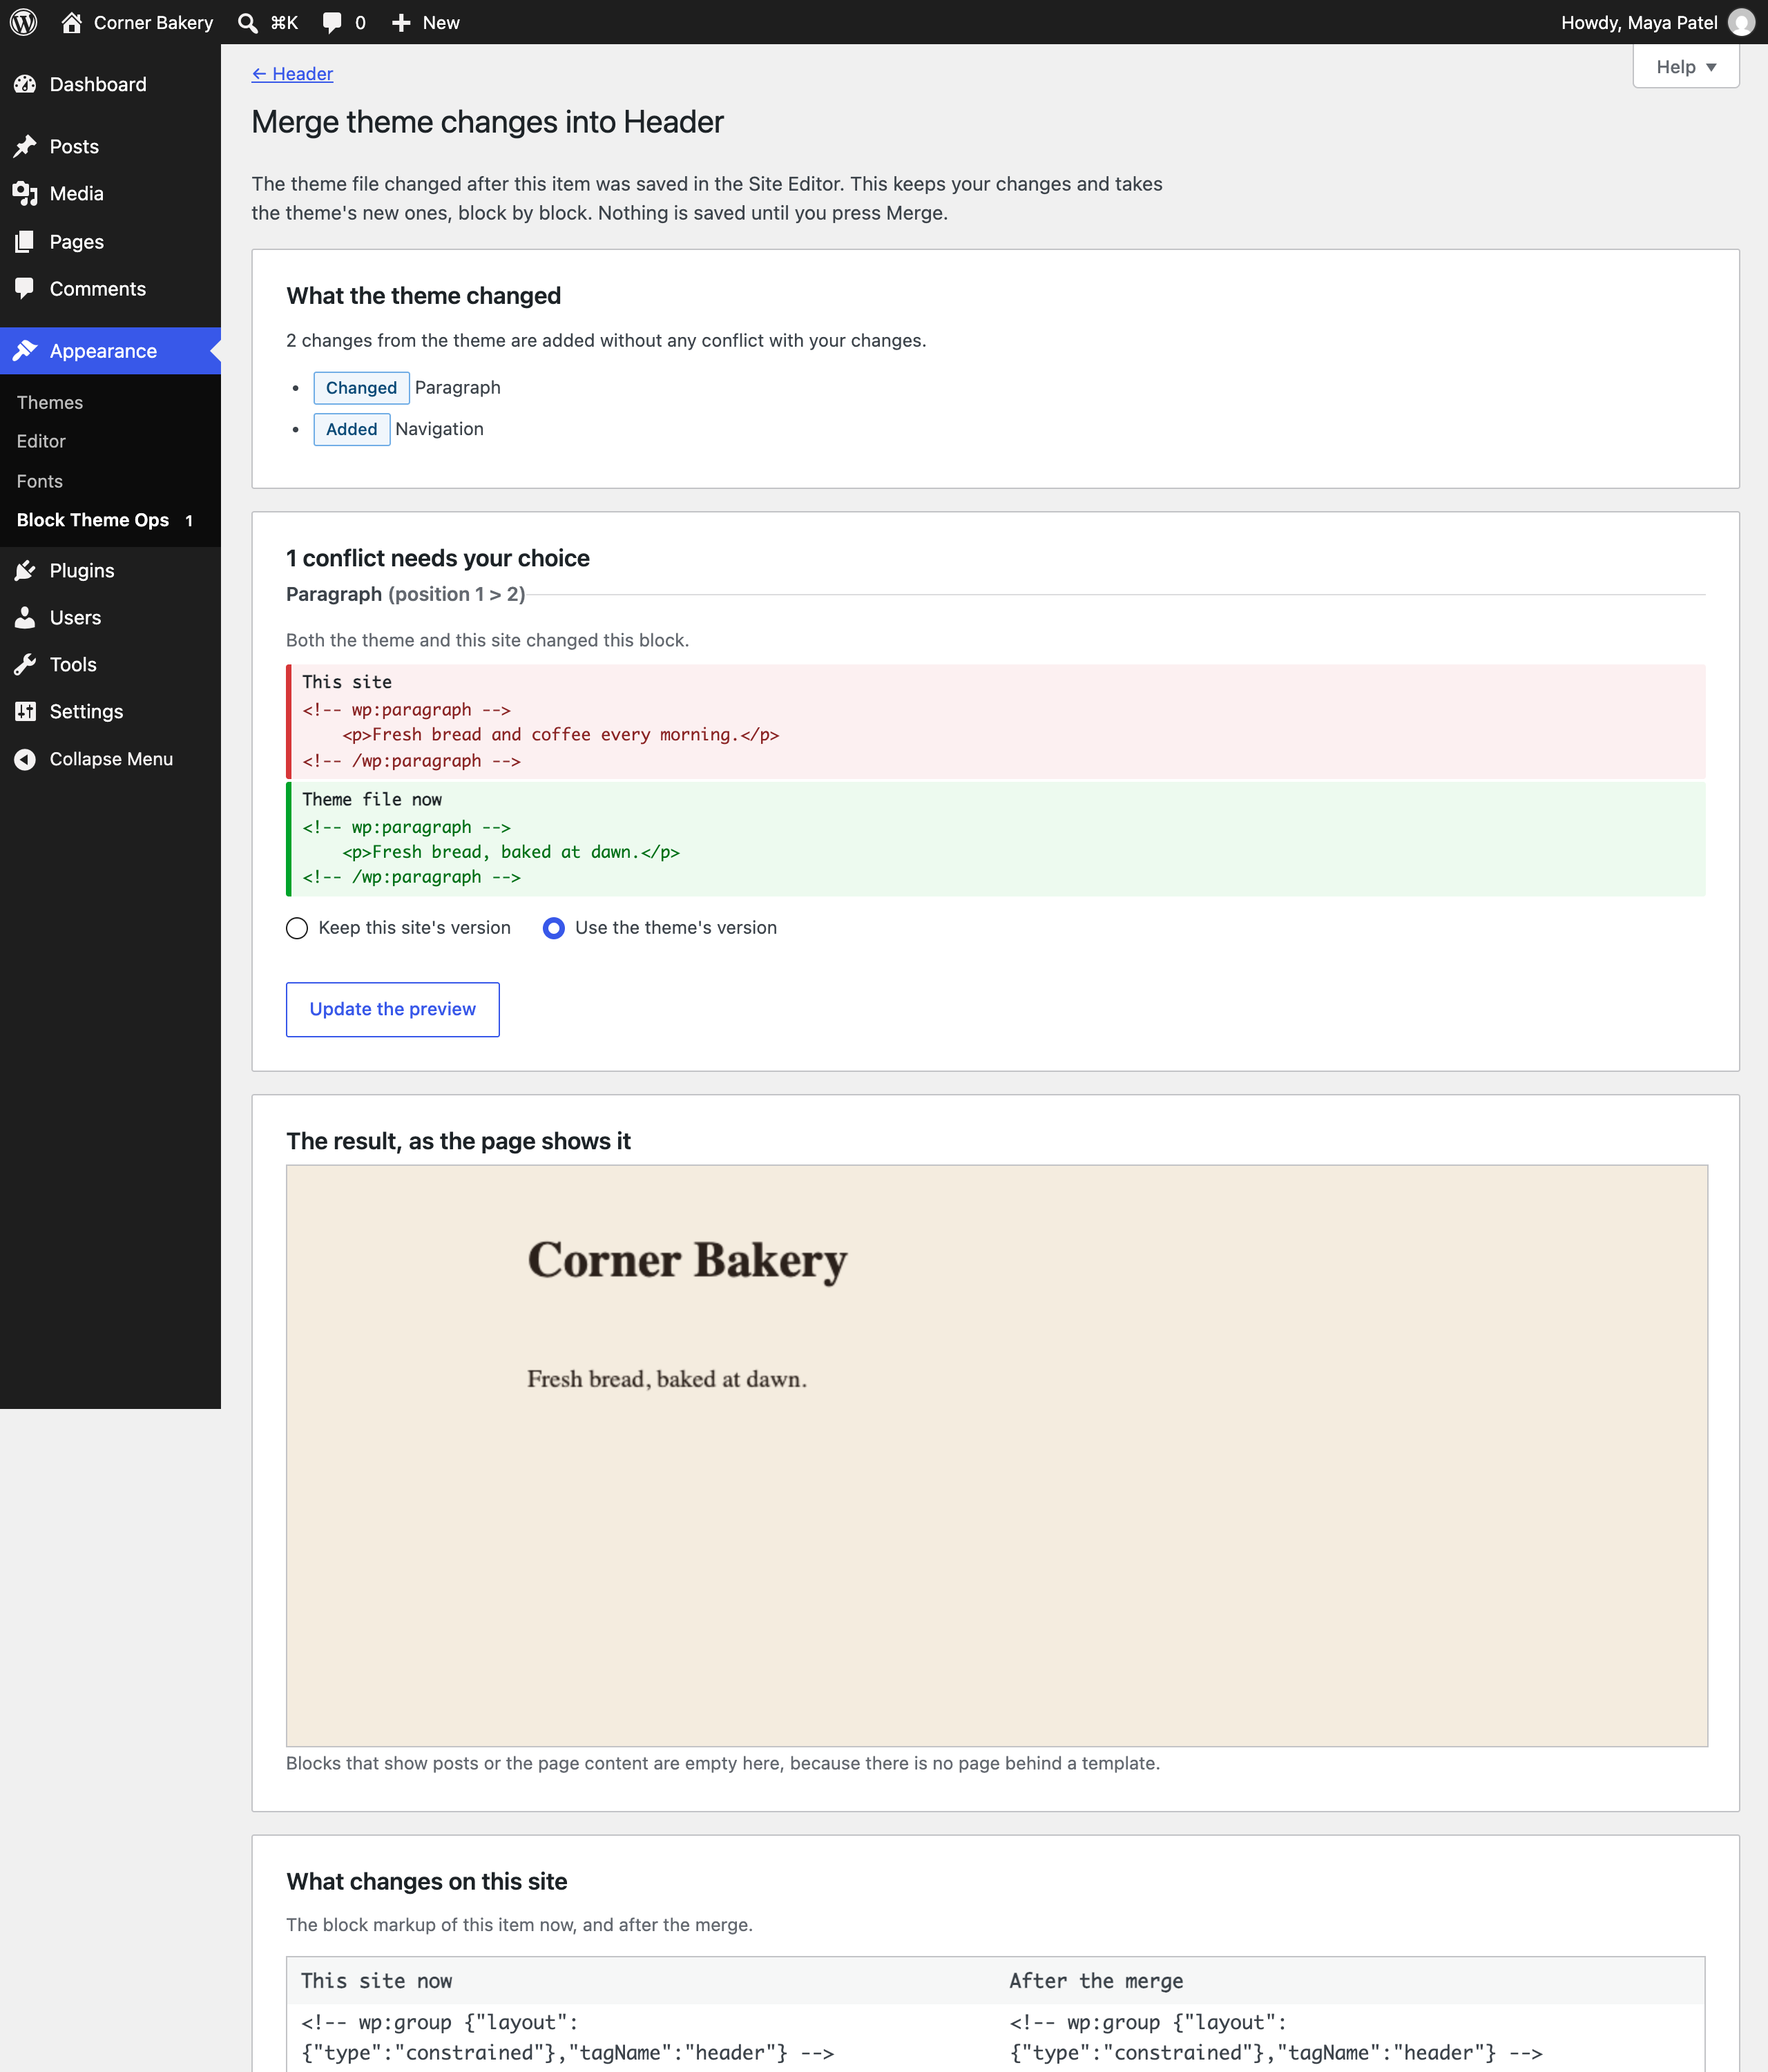 Corner Bakery ⌘K 0 New Howdy, Maya Patel
Dashboard
Posts
Media
Pages
Comments
Appearance
Themes
Editor
Fonts
Block Theme Ops 1
Plugins
Users
Tools
Settings
Collapse Menu
Help ▼
← Header
Merge theme changes into Header
The theme file changed after this item was saved in the Site Editor. This keeps your changes and takes
the theme's new ones, block by block. Nothing is saved until you press Merge.
What the theme changed
2 changes from the theme are added without any conflict with your changes.
• Changed Paragraph
• Added Navigation
1 conflict needs your choice
Paragraph (position 1 > 2)
Both the theme and this site changed this block.
This site
<!-- wp:paragraph -->
<p>Fresh bread and coffee every morning.</p>
<!-- /wp:paragraph -->
Theme file now
<!-- wp:paragraph -->
<p>Fresh bread, baked at dawn.</p>
<!-- /wp:paragraph -->
Keep this site's version Use the theme's version
Update the preview
The result, as the page shows it
Corner Bakery
Fresh bread, baked at dawn.
Blocks that show posts or the page content are empty here, because there is no page behind a template.
What changes on this site
The block markup of this item now, and after the merge.
This site now After the merge
<!-- wp:group {"layout": <!-- wp:group {"layout":
{"type":"constrained"},"tagName":"header"} --> {"type":"constrained"},"tagName":"header"} -->